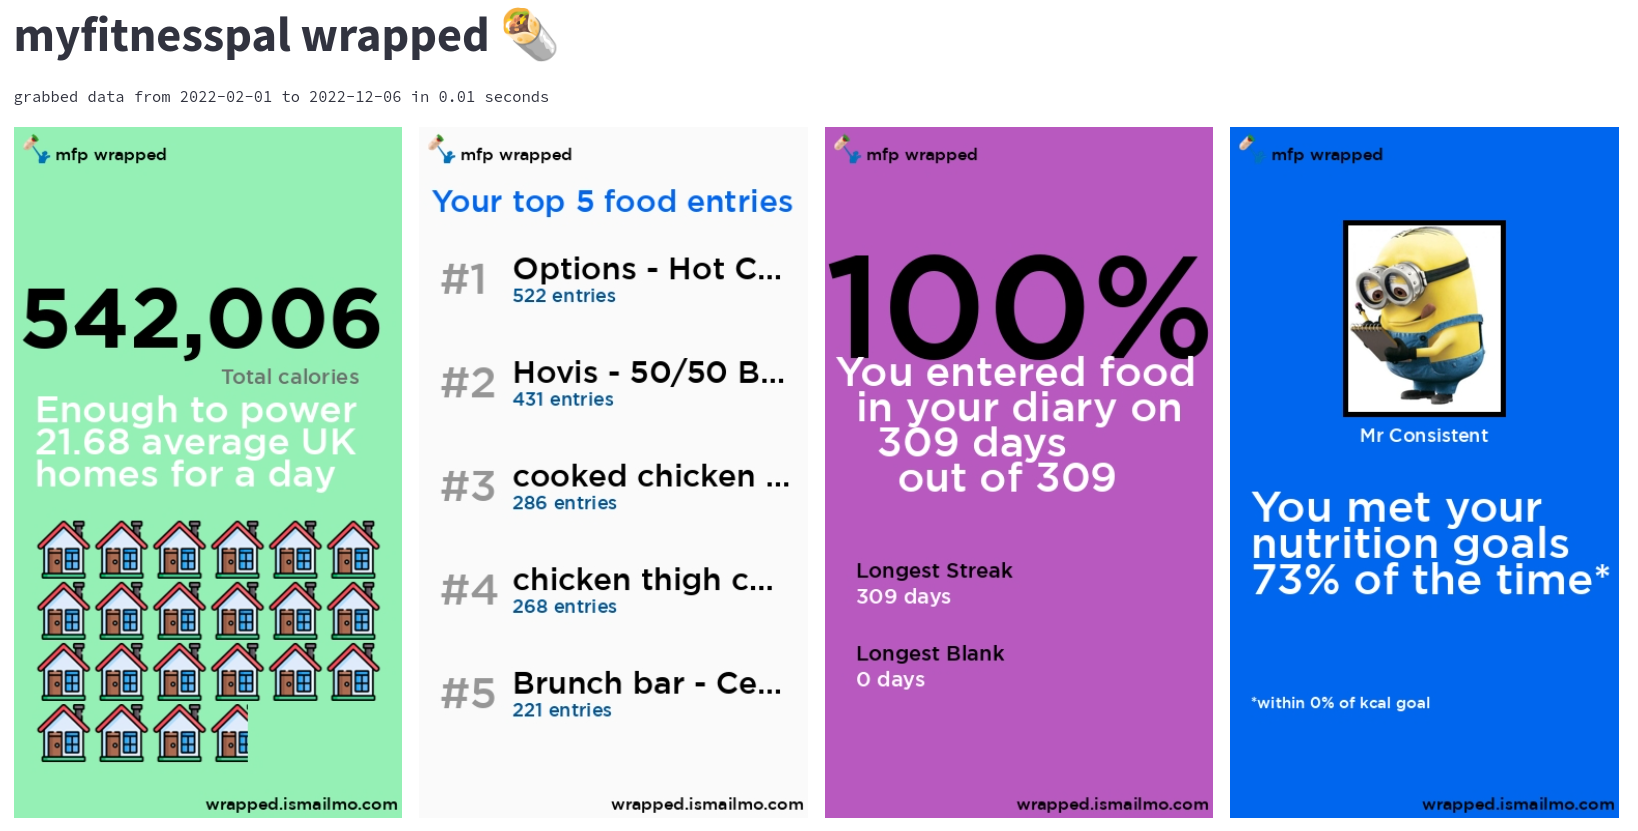 myfitnesspal wrapped
grabbed data from 2022-02-01 to 2022-12-06 in 0.01 seconds
mfp wrapped
542,006
Total calories
Enough to power
21.68 average UK
homes for a day
wrapped.ismailmo.com
mfp wrapped
Your top 5 food entries
#1 Options - Hot C...
522 entries
#2 Hovis - 50/50 B...
431 entries
#3 cooked chicken ...
286 entries
#4 chicken thigh c...
268 entries
#5 Brunch bar - Ce...
221 entries
wrapped.ismailmo.com
mfp wrapped
100%
You entered food
in your diary on
309 days
out of 309
Longest Streak
309 days
Longest Blank
0 days
wrapped.ismailmo.com
mfp wrapped
Mr Consistent
You met your
nutrition goals
73% of the time*
*within 0% of kcal goal
wrapped.ismailmo.com